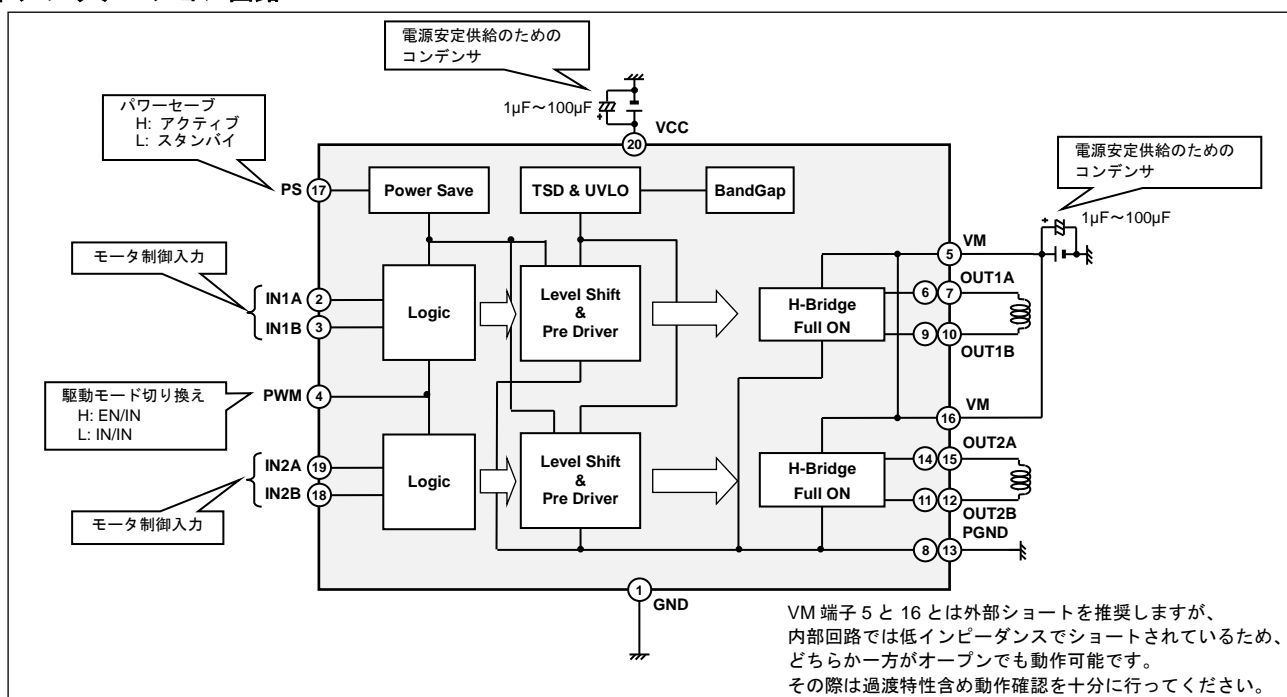 電源安定供給のための
コンデンサ
1µF～100µF
パワーセーブ
H: アクティブ
L: スタンバイ
VCC
20
電源安定供給のための
コンデンサ
1µF～100µF
PS 17
Power Save
TSD & UVLO
BandGap
VM
5
モータ制御入力
IN1A 2
IN1B 3
Logic
Level Shift
&
Pre Driver
H-Bridge
Full ON
OUT1A
6 7
9 10
OUT1B
駆動モード切り換え
H: EN/IN
L: IN/IN
PWM 4
VM
16
IN2A 19
IN2B 18
Logic
Level Shift
&
Pre Driver
H-Bridge
Full ON
OUT2A
14 15
11 12
OUT2B
モータ制御入力
PGND
8 13
1
GND
VM 端子 5 と 16 とは外部ショートを推奨しますが、
内部回路では低インピーダンスでショートされているため、
どちらか一方がオープンでも動作可能です。
その際は過渡特性含め動作確認を十分に行ってください。